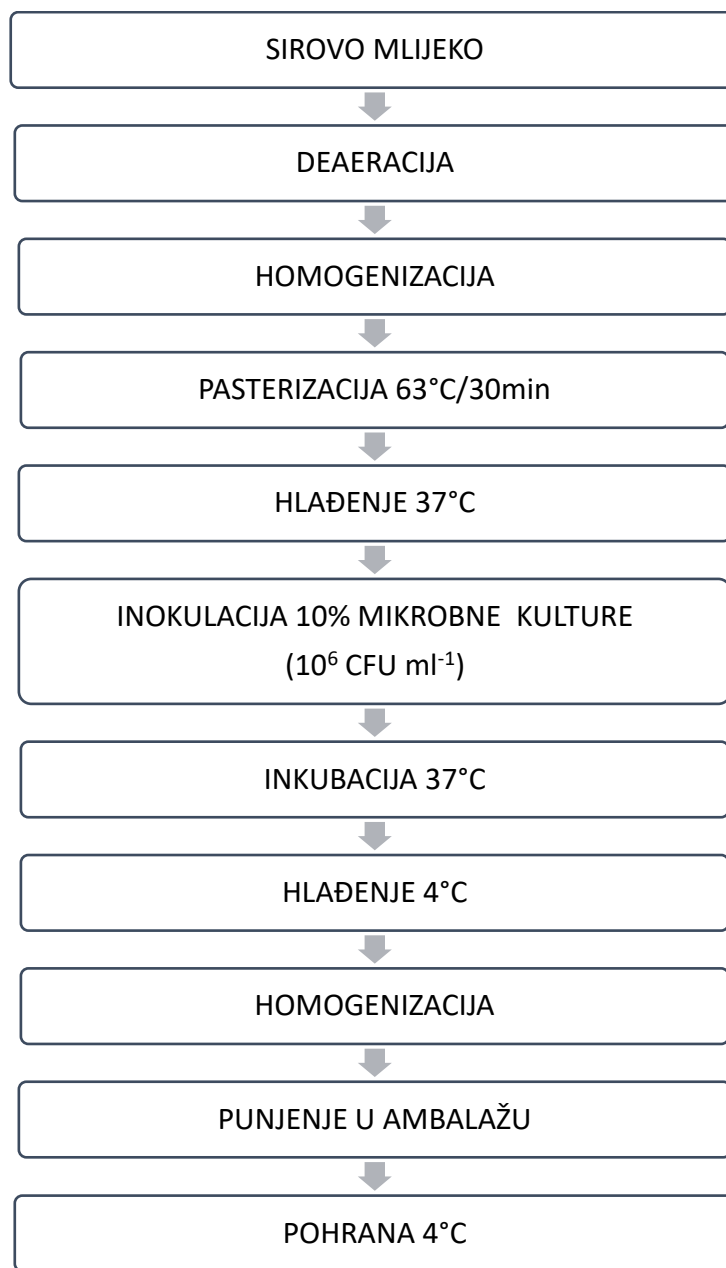 SIROVO MLIJEKO
DEAERACIJA
HOMOGENIZACIJA
PASTERIZACIJA 63°C/30min
HLAĐENJE 37°C
INOKULACIJA 10% MIKROBNE KULTURE
(10⁶ CFU ml⁻¹)
INKUBACIJA 37°C
HLAĐENJE 4°C
HOMOGENIZACIJA
PUNJENJE U AMBALAŽU
POHRANA 4°C